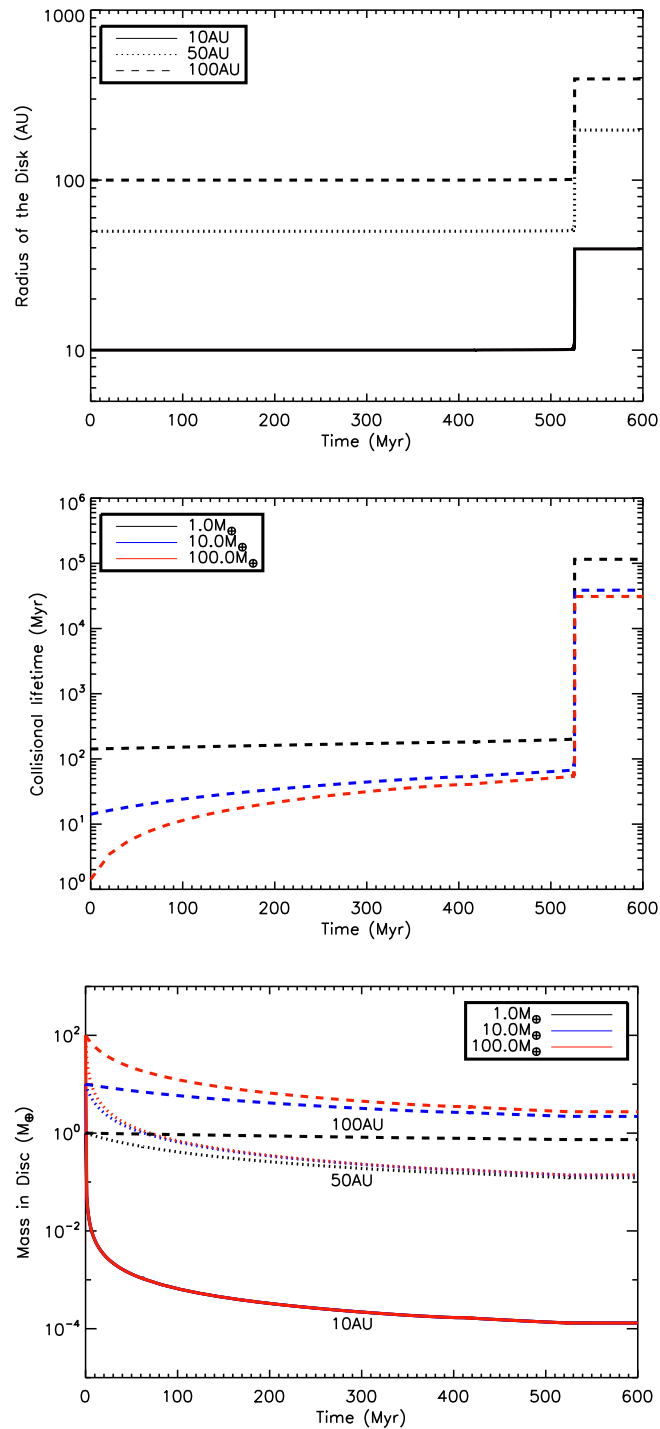 1000
10AU
50AU
100AU
100
10
Radius of the Disk (AU)
0 100 200 300 400 500 600
Time (Myr)
10⁶
1.0M⊕
10.0M⊕
100.0M⊕
10⁵
10⁴
10³
10²
10¹
10⁰
Collisional lifetime (Myr)
0 100 200 300 400 500 600
Time (Myr)
1.0M⊕
10.0M⊕
100.0M⊕
10²
100AU
10⁰
50AU
10⁻²
10AU
10⁻⁴
Mass in Disc (M⊕)
0 100 200 300 400 500 600
Time (Myr)